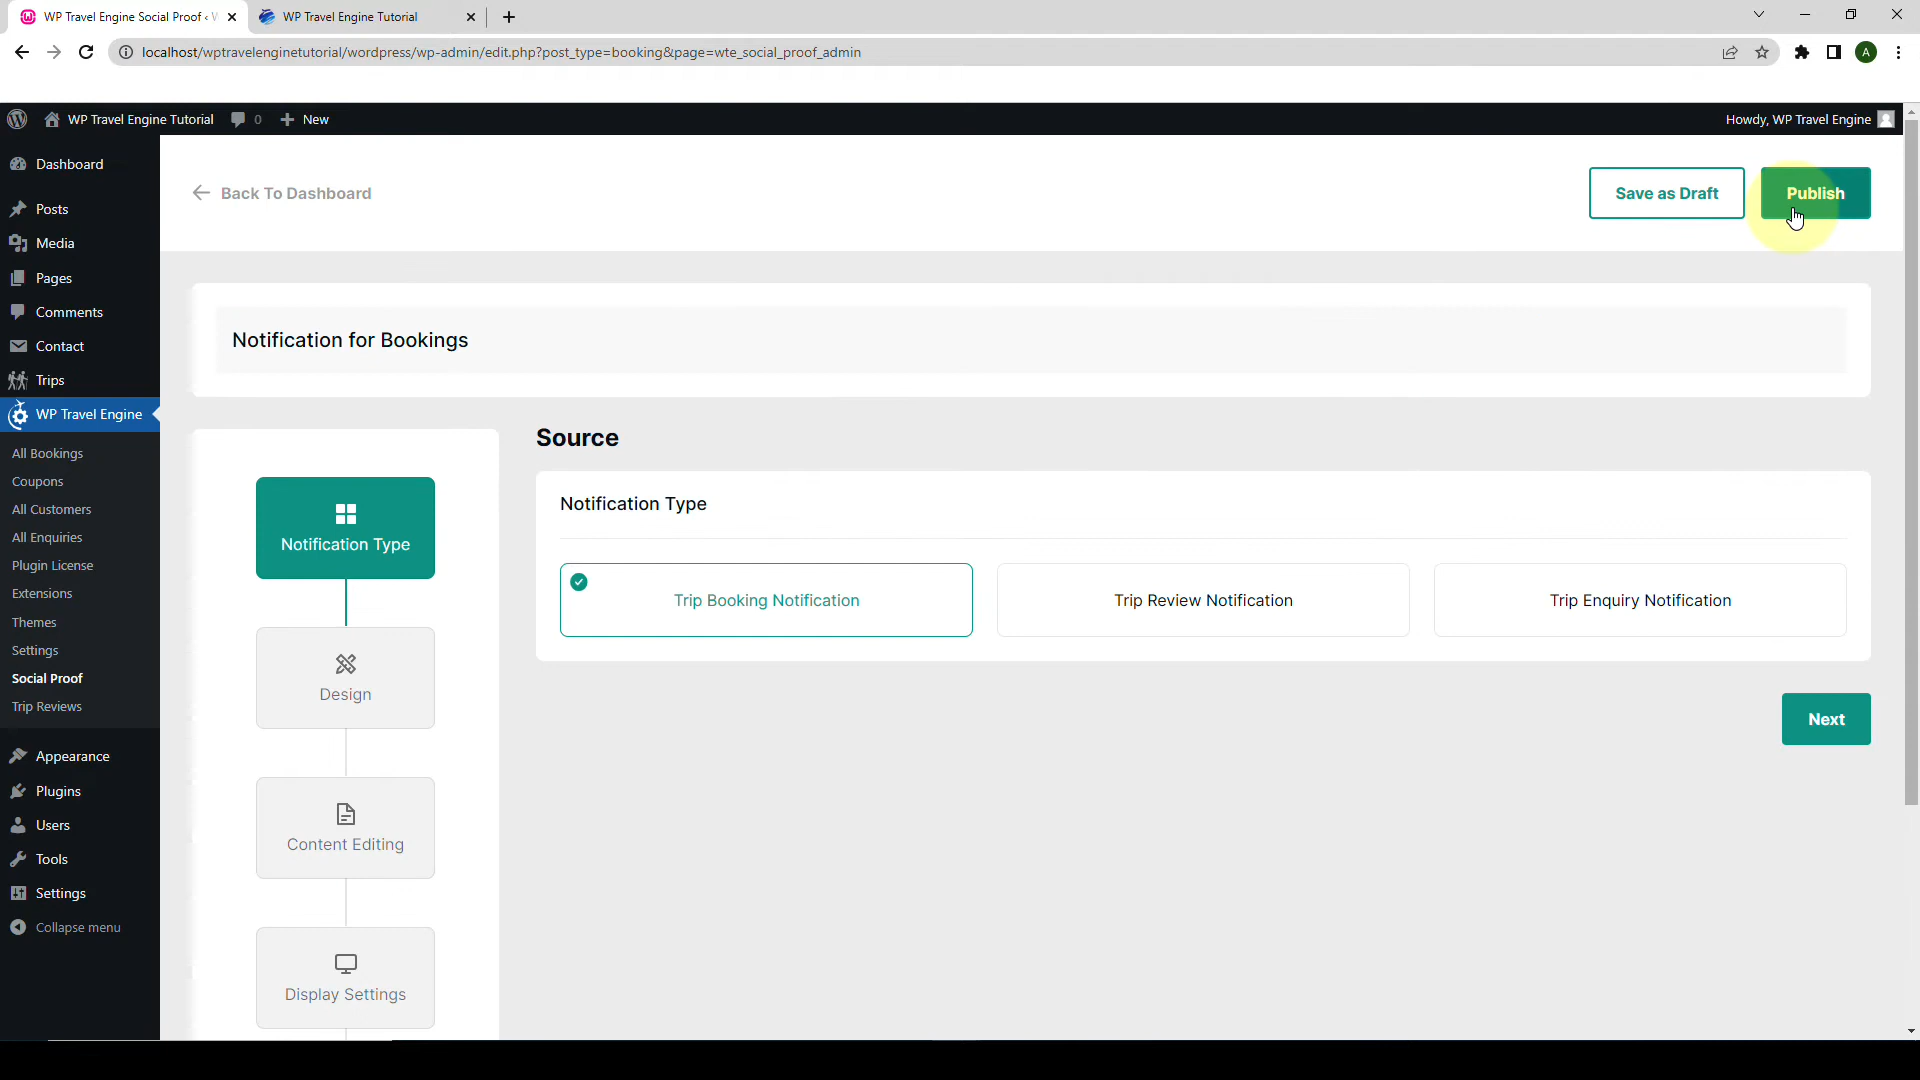 WP Travel Engine Social Proof ‹ W
WP Travel Engine Tutorial
localhost/wptravelenginetutorial/wordpress/wp-admin/edit.php?post_type=booking&page=wte_social_proof_admin
A
WP Travel Engine Tutorial
0
New
Howdy, WP Travel Engine
Dashboard
Posts
Media
Pages
Comments
Contact
Trips
WP Travel Engine
All Bookings
Coupons
All Customers
All Enquiries
Plugin License
Extensions
Themes
Settings
Social Proof
Trip Reviews
Appearance
Plugins
Users
Tools
Settings
Collapse menu
Back To Dashboard
Save as Draft
Publish
Notification for Bookings
Notification Type
Design
Content Editing
Display Settings
Source
Notification Type
Trip Booking Notification
Trip Review Notification
Trip Enquiry Notification
Next